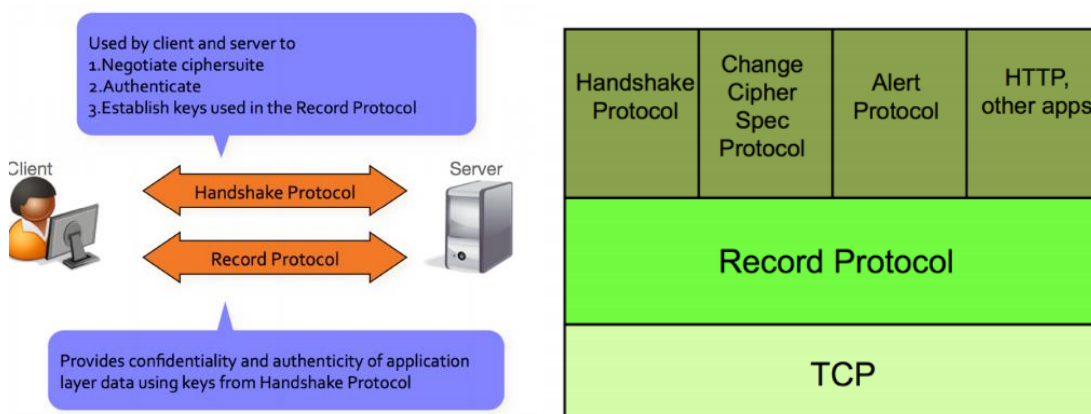 Used by client and server to
1.Negotiate ciphersuite
2.Authenticate
3.Establish keys used in the Record Protocol
Client
Server
Handshake Protocol
Record Protocol
Provides confidentiality and authenticity of application
layer data using keys from Handshake Protocol
Handshake
Protocol
Change
Cipher
Spec
Protocol
Alert
Protocol
HTTP,
other apps
Record Protocol
TCP